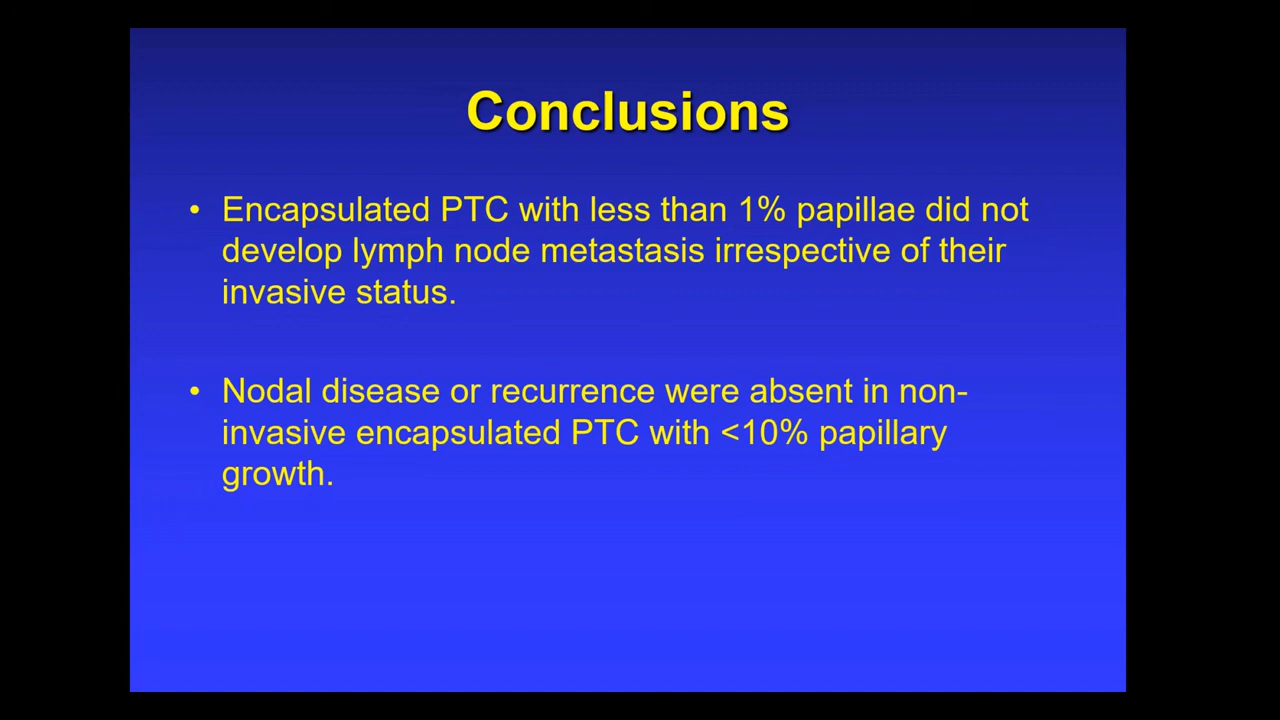 Conclusions
• Encapsulated PTC with less than 1% papillae did not
develop lymph node metastasis irrespective of their
invasive status.
• Nodal disease or recurrence were absent in non-
invasive encapsulated PTC with <10% papillary
growth.